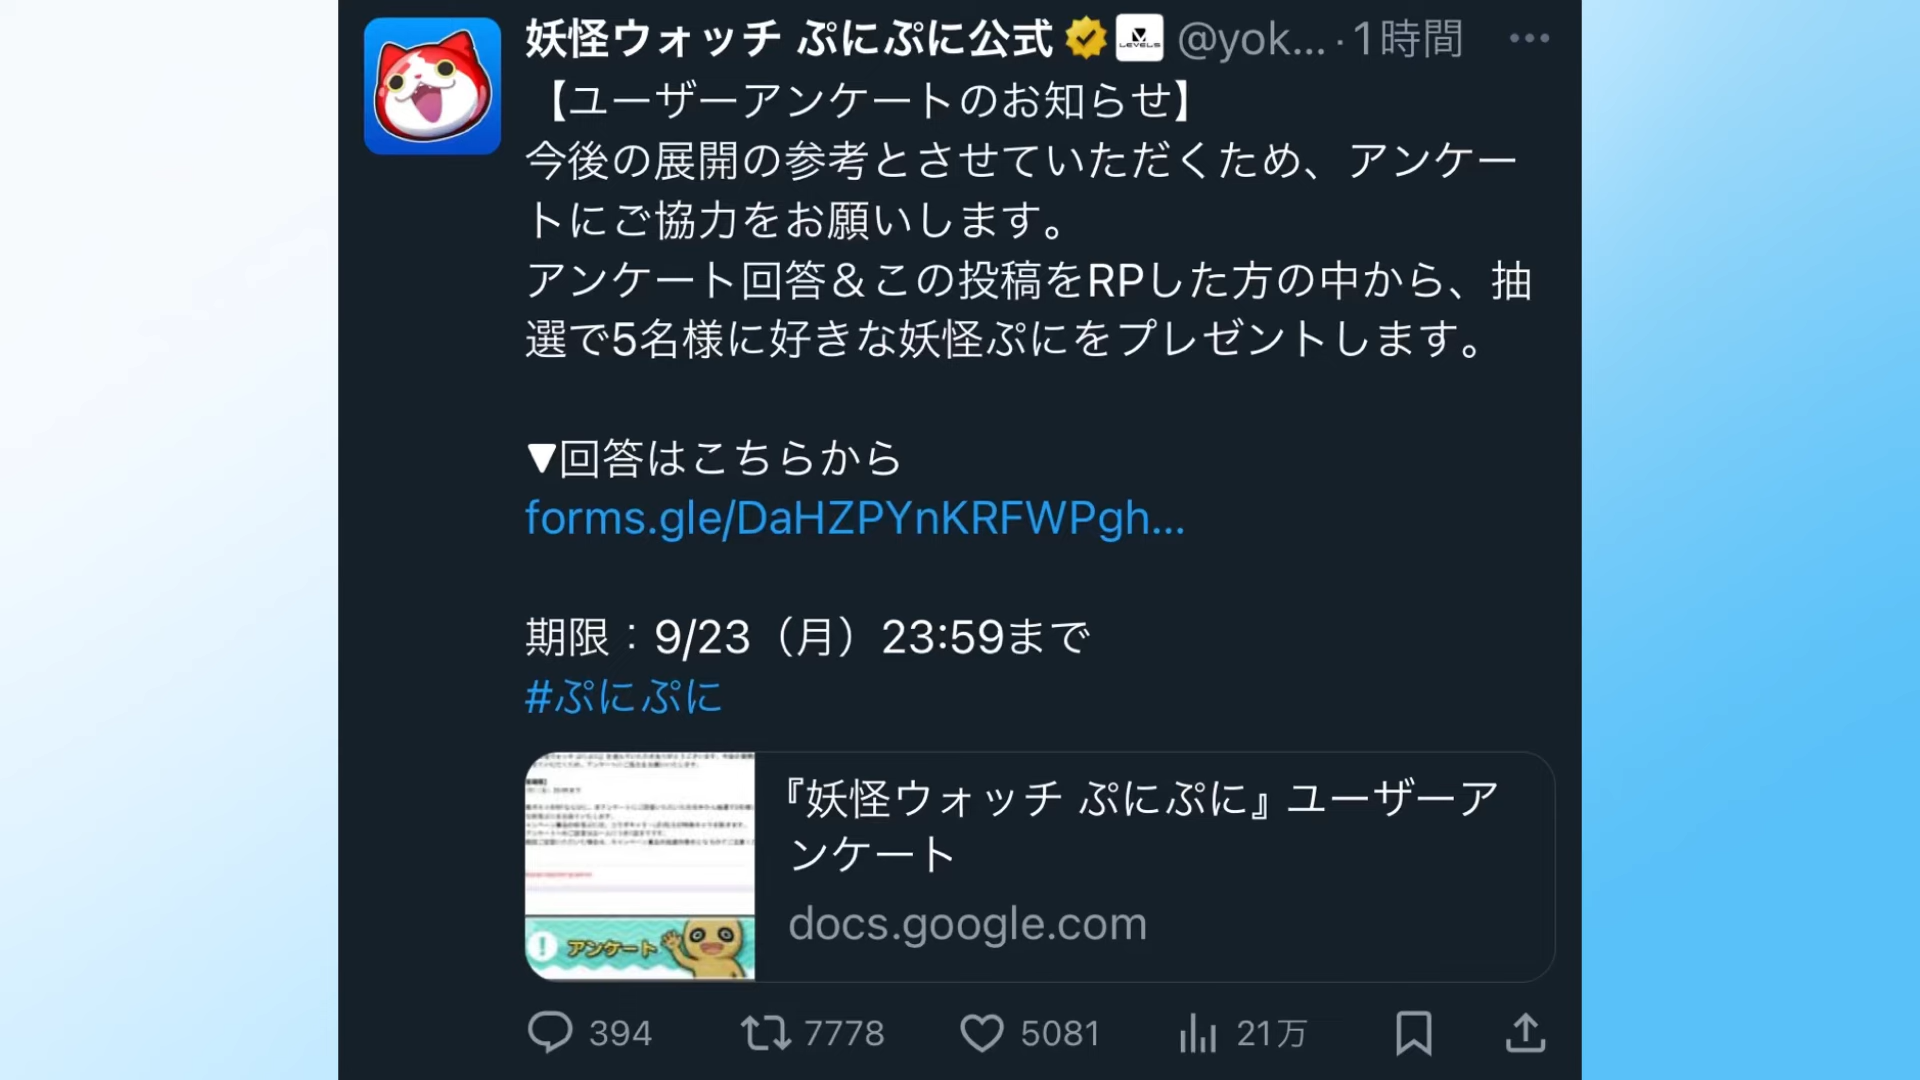 妖怪ウォッチ ぷにぷに公式 LEVEL5 @yok... · 1時間
【ユーザーアンケートのお知らせ】
今後の展開の参考とさせていただくため、アンケー
トにご協力をお願いします。
アンケート回答＆この投稿をRPした方の中から、抽
選で5名様に好きな妖怪ぷにをプレゼントします。
▼回答はこちらから
forms.gle/DaHZPYnKRFWPgh...
期限：9/23（月）23:59まで
#ぷにぷに
『妖怪ウォッチ ぷにぷに』ユーザーア
ンケート
docs.google.com
! アンケート
394 7778 5081 21万